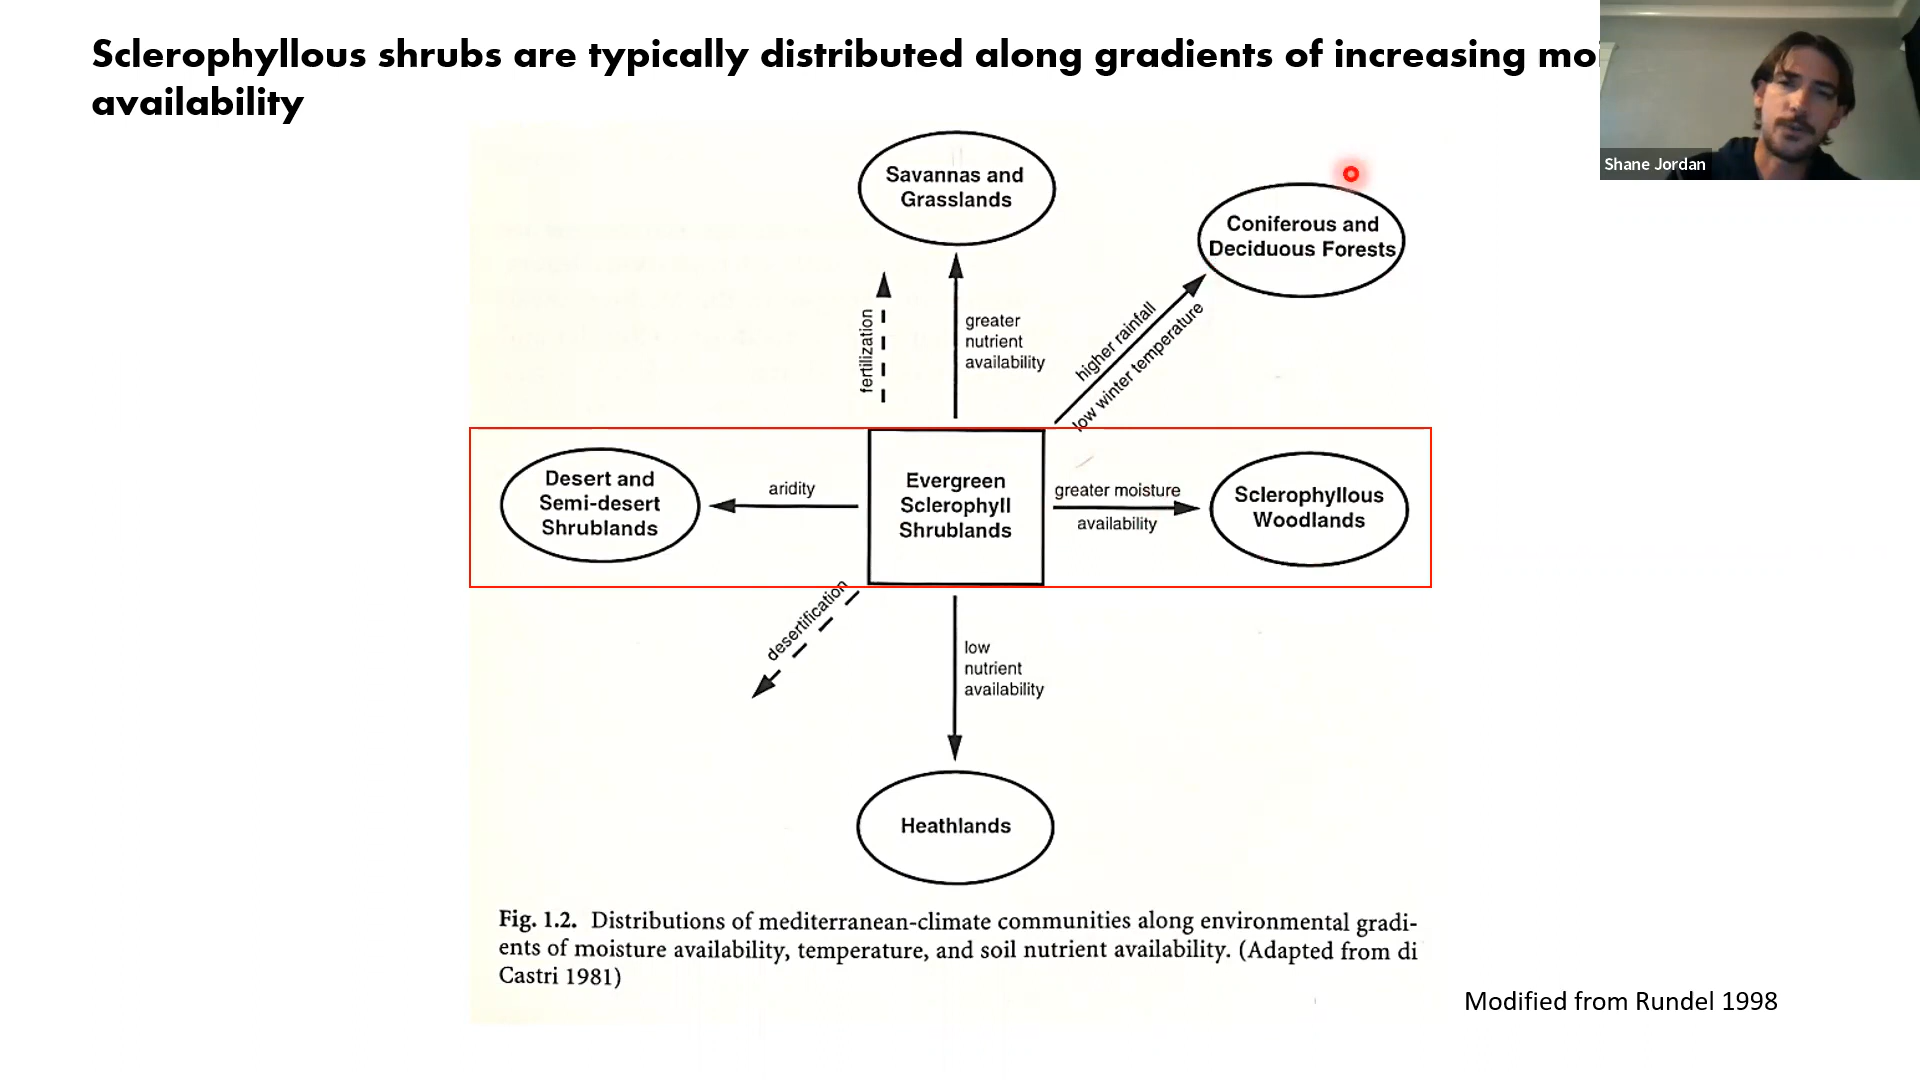 Sclerophyllous shrubs are typically distributed along gradients of increasing
availability
Shane Jordan
Savannas and
Grasslands
Coniferous and
Deciduous Forests
fertilization
greater
nutrient
availability
higher rainfall
low winter temperature
Desert and
Semi-desert
Shrublands
aridity
Evergreen
Sclerophyll
Shrublands
greater moisture
availability
Sclerophyllous
Woodlands
desertification
low
nutrient
availability
Heathlands
Fig. 1.2. Distributions of mediterranean-climate communities along environmental gradi-
ents of moisture availability, temperature, and soil nutrient availability. (Adapted from di
Castri 1981)
Modified from Rundel 1998